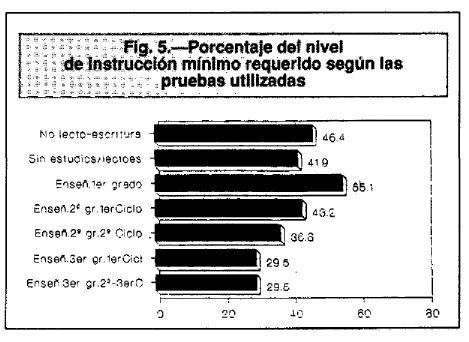 Fig. 5.—Porcentaje del nivel
de instrucción mínimo requerido según las
pruebas utilizadas
No lecto-escritura 46.4
Sin estudios/lectoes 41.9
Enseñ.1er grado 55.1
Enseñ.2º gr.1erCiclo 43.2
Enseñ.2º gr.2º Ciclo 36.6
Enseñ.3er gr.1erCicl 29.5
Enseñ.3er gr.2º-3erC 29.6
0 20 40 60 80